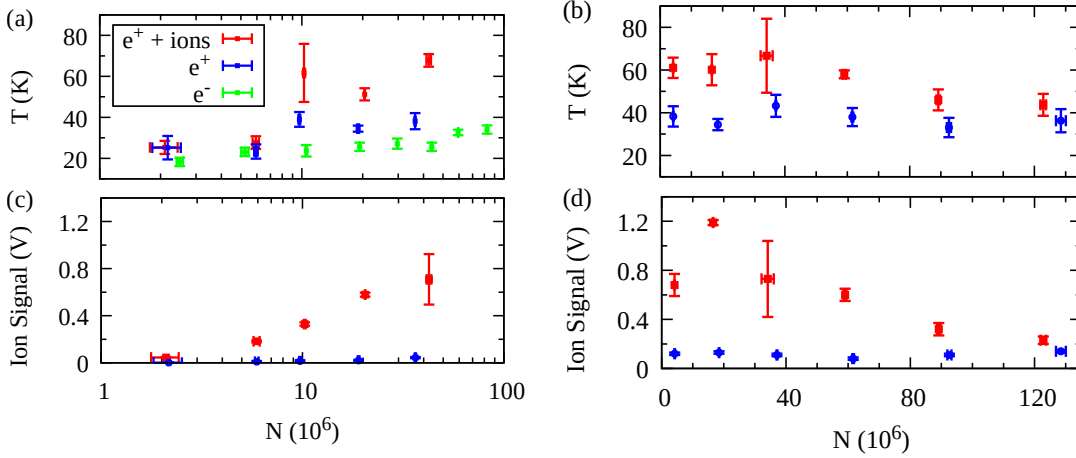 (a)
T (K)
80
60
40
20
e⁺ + ions
e⁺
e⁻
(b)
T (K)
80
60
40
20
0
(c)
Ion Signal (V)
1.2
0.8
0.4
0
1
10
100
N (10⁶)
(d)
Ion Signal (V)
1.2
0.8
0.4
0
0
40
80
120
N (10⁶)